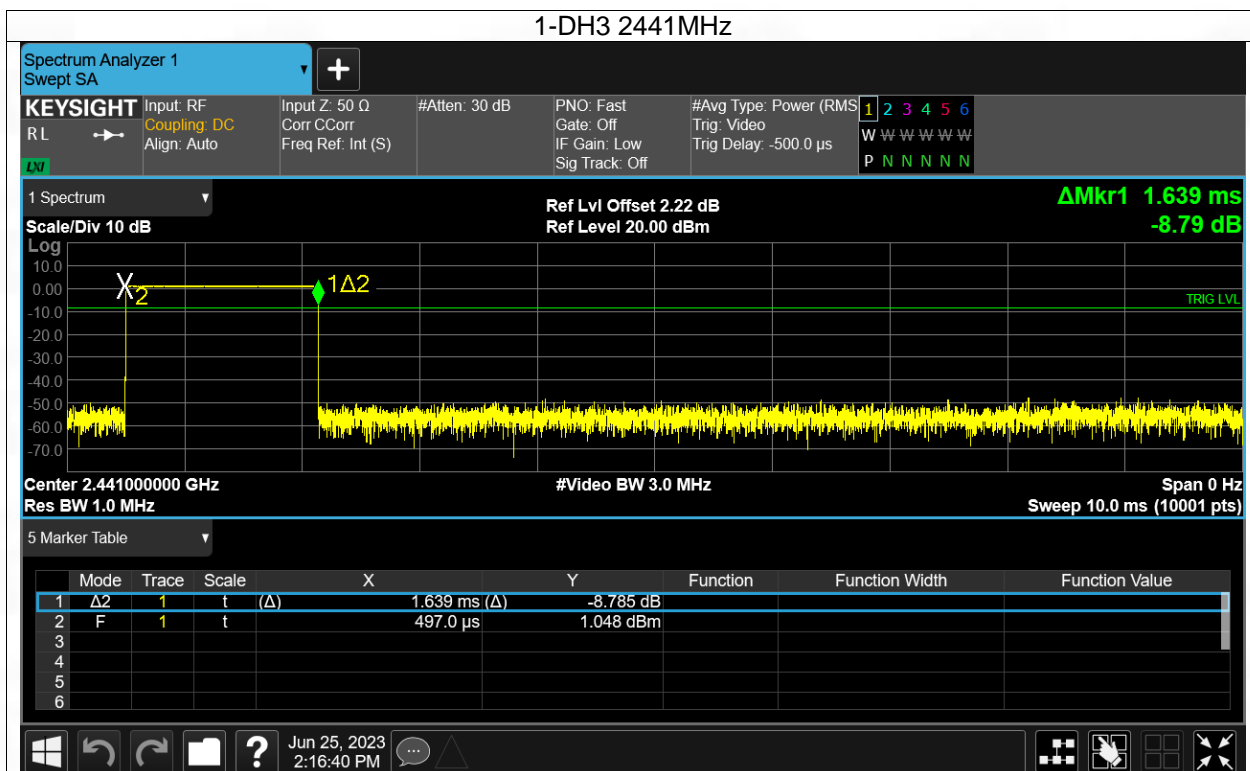 1-DH3 2441MHz
Spectrum Analyzer 1
Swept SA
+
KEYSIGHT
R L
LXI
Input: RF
Coupling: DC
Align: Auto
Input Z: 50 Ω
Corr CCorr
Freq Ref: Int (S)
#Atten: 30 dB
PNO: Fast
Gate: Off
IF Gain: Low
Sig Track: Off
#Avg Type: Power (RMS
Trig: Video
Trig Delay: -500.0 µs
1 2 3 4 5 6
W W W W W W
P N N N N N
1 Spectrum
Scale/Div 10 dB
Ref Lvl Offset 2.22 dB
Ref Level 20.00 dBm
ΔMkr1 1.639 ms
-8.79 dB
Log
10.0
0.00
-10.0
-20.0
-30.0
-40.0
-50.0
-60.0
-70.0
X2
1Δ2
TRIG LVL
Center 2.441000000 GHz
#Video BW 3.0 MHz
Span 0 Hz
Res BW 1.0 MHz
Sweep 10.0 ms (10001 pts)
5 Marker Table
Mode Trace Scale X Y Function Function Width Function Value
1 Δ2 1 t (Δ) 1.639 ms (Δ) -8.785 dB
2 F 1 t 497.0 µs 1.048 dBm
3
4
5
6
?
Jun 25, 2023
2:16:40 PM